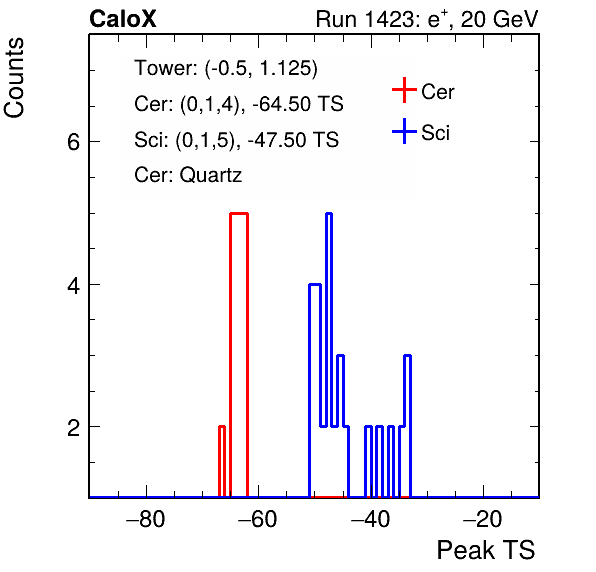 CaloX Run 1423: e⁺, 20 GeV
Counts
Tower: (-0.5, 1.125)
Cer: (0,1,4), -64.50 TS
Sci: (0,1,5), -47.50 TS
Cer: Quartz
Cer
Sci
6
4
2
−80 −60 −40 −20
Peak TS